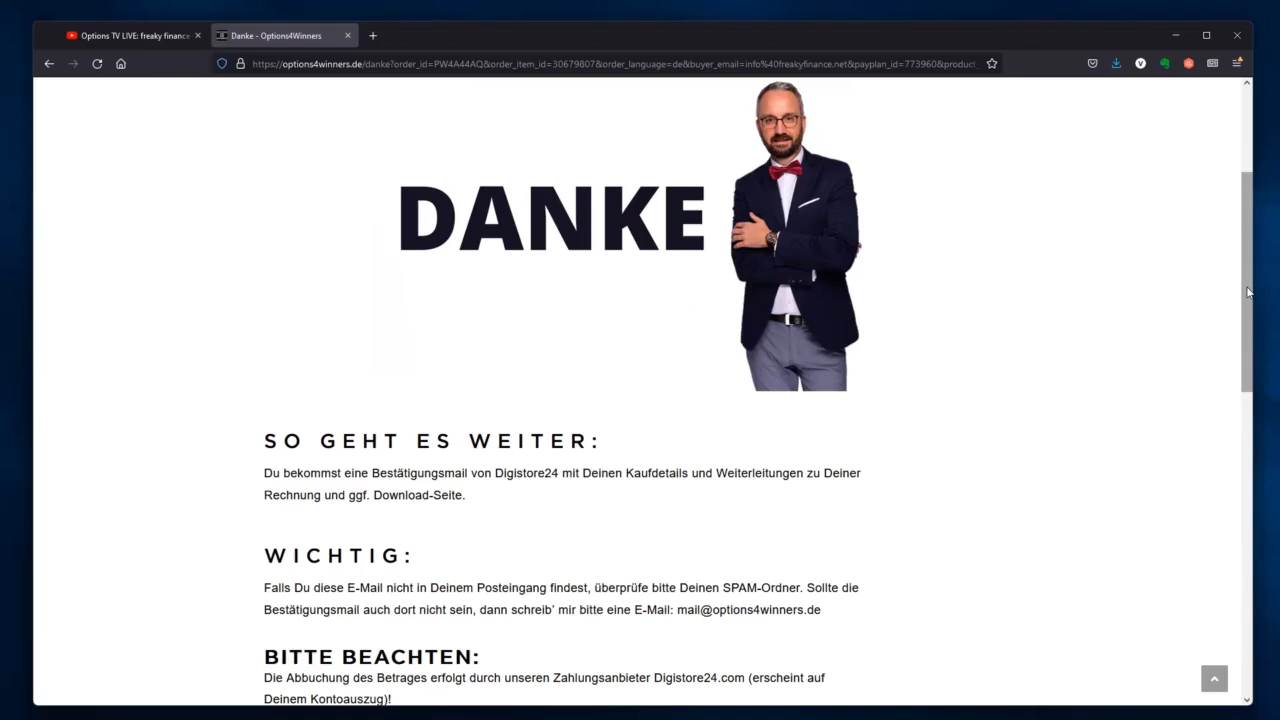 Options TV LIVE: freaky finance
Danke - Options4Winners
https://options4winners.de/danke?order_id=PW4A44AQ&order_item_id=30679807&order_language=de&buyer_email=info%40freakyfinance.net&payplan_id=773960&product_
DANKE
SO GEHT ES WEITER:
Du bekommst eine Bestätigungsmail von Digistore24 mit Deinen Kaufdetails und Weiterleitungen zu Deiner
Rechnung und ggf. Download-Seite.
WICHTIG:
Falls Du diese E-Mail nicht in Deinem Posteingang findest, überprüfe bitte Deinen SPAM-Ordner. Sollte die
Bestätigungsmail auch dort nicht sein, dann schreib’ mir bitte eine E-Mail: mail@options4winners.de
BITTE BEACHTEN:
Die Abbuchung des Betrages erfolgt durch unseren Zahlungsanbieter Digistore24.com (erscheint auf
Deinem Kontoauszug)!